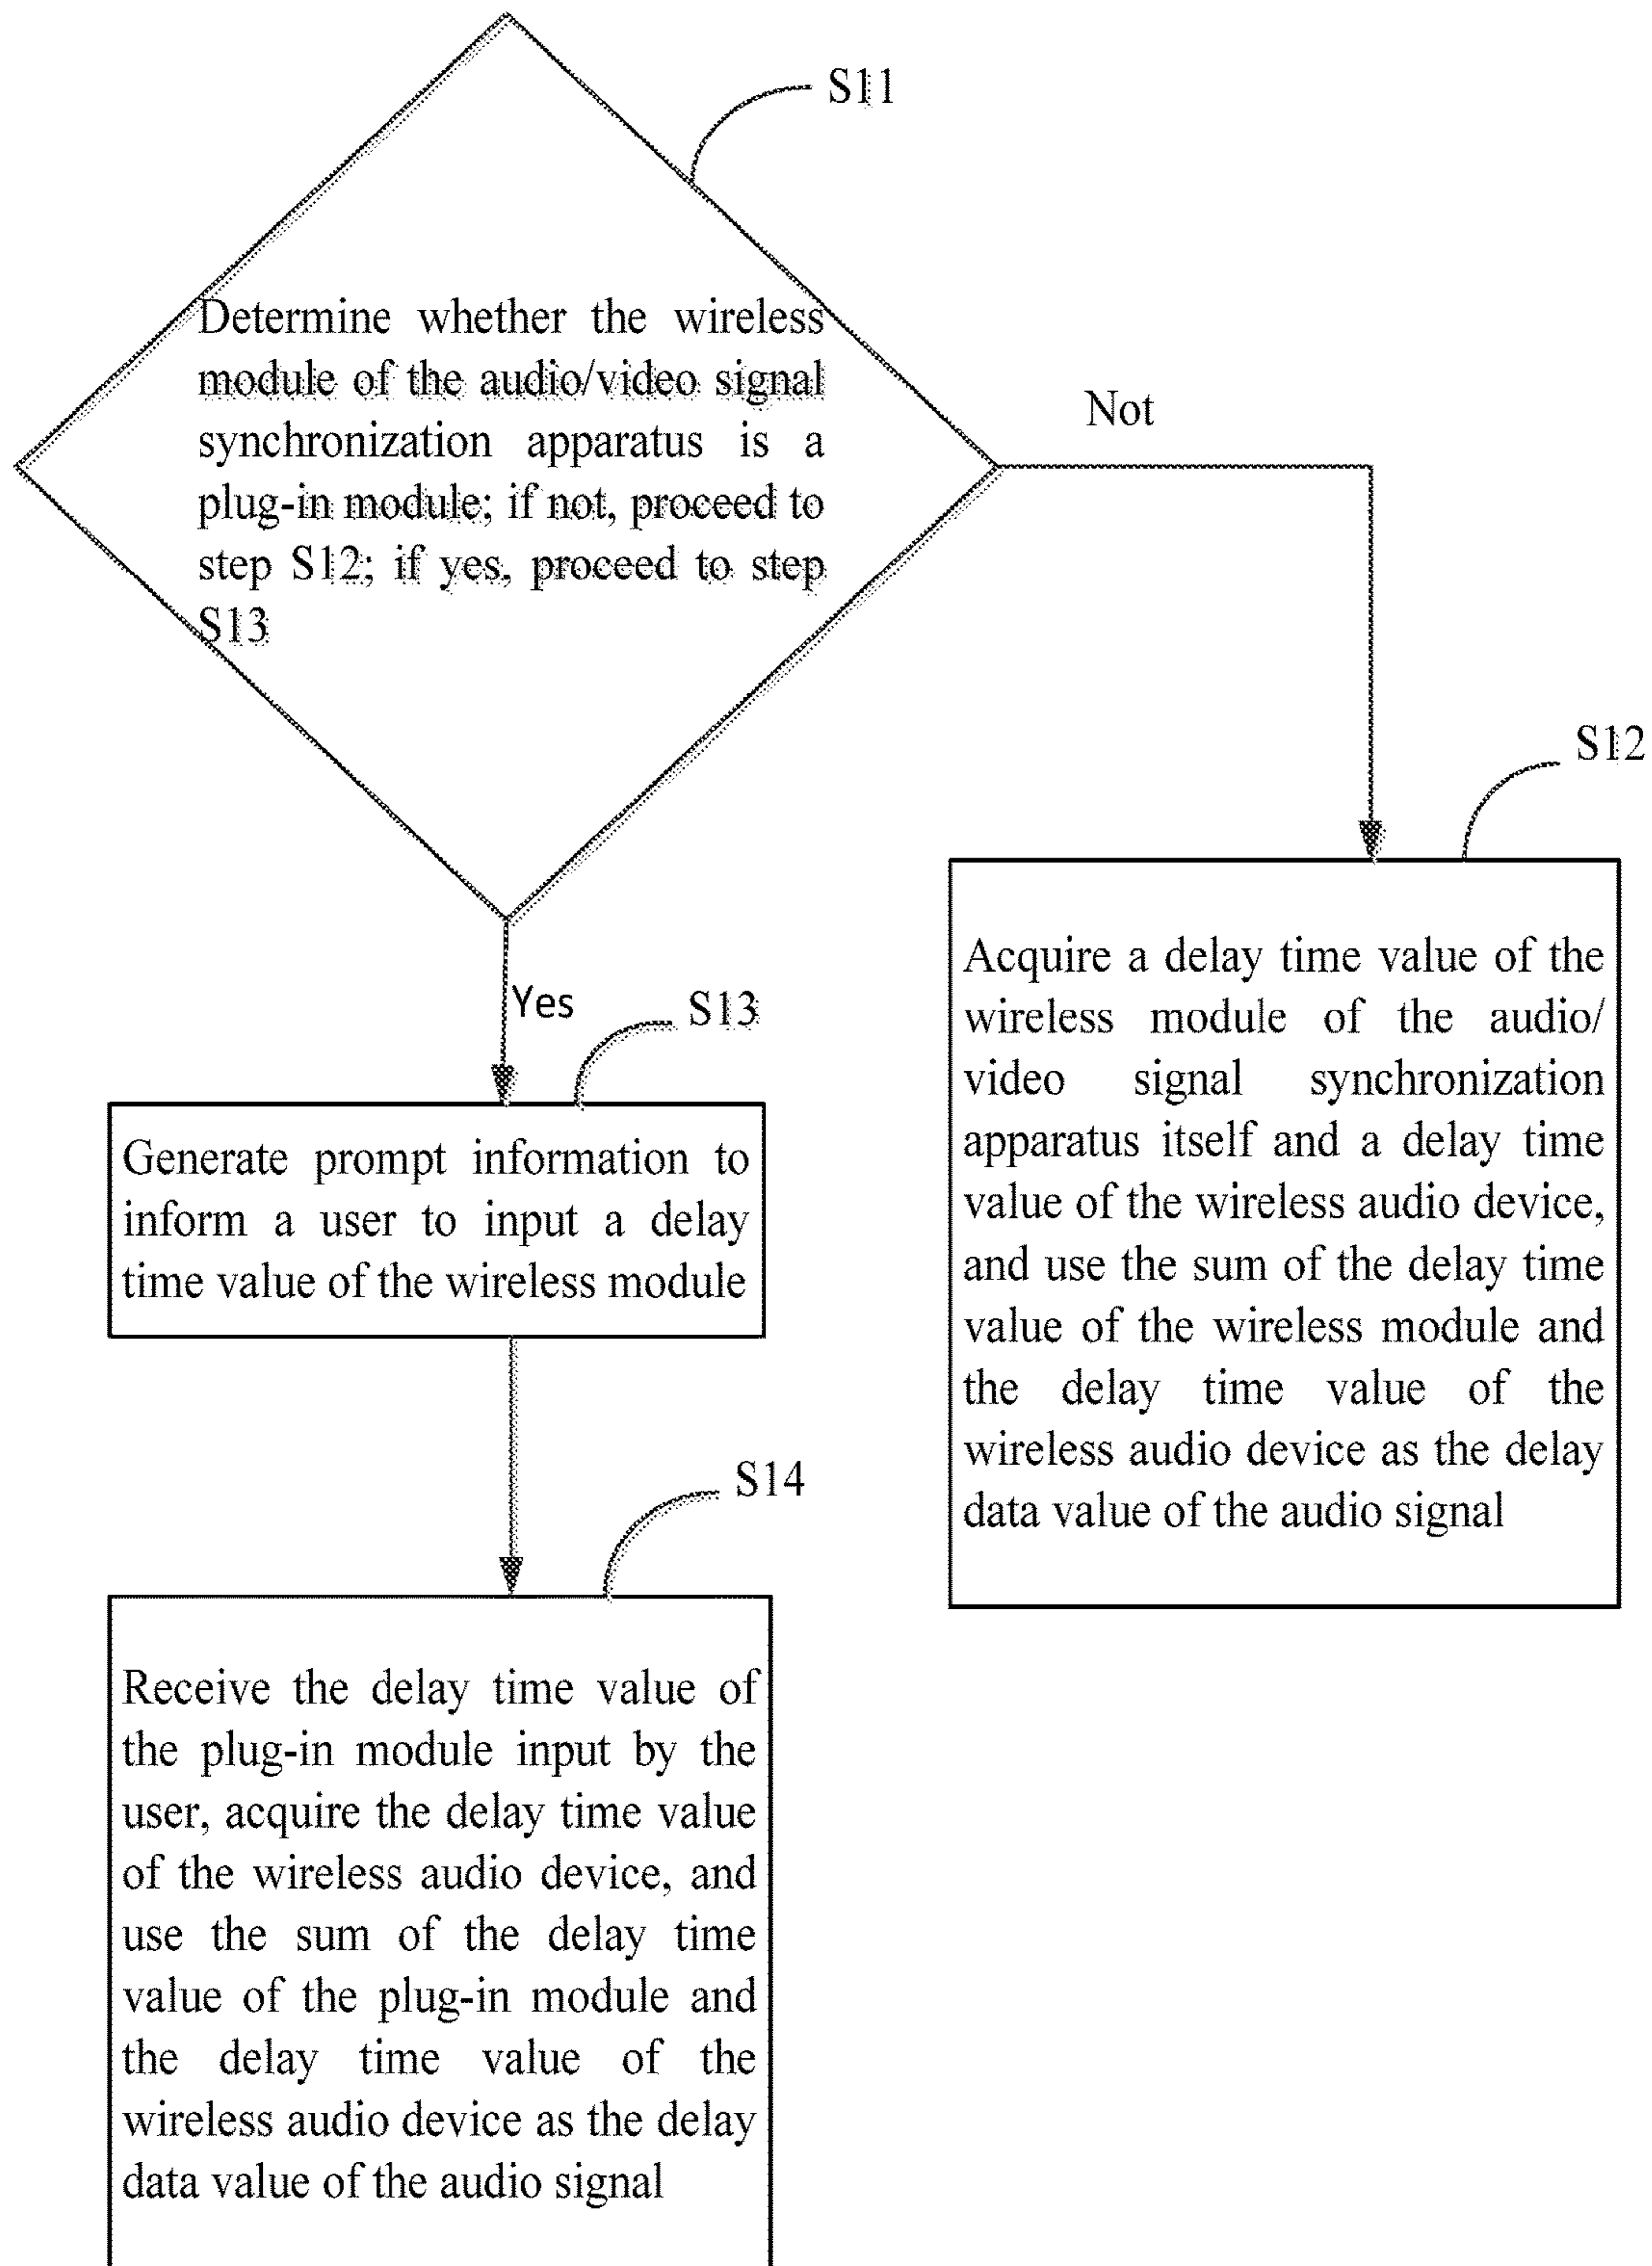 S11
Determine whether the wireless
module of the audio/video signal
synchronization apparatus is a
plug-in module; if not, proceed to
step S12; if yes, proceed to step
S13
Not
S12
Acquire a delay time value of the
wireless module of the audio/
video signal synchronization
apparatus itself and a delay time
value of the wireless audio device,
and use the sum of the delay time
value of the wireless module and
the delay time value of the
wireless audio device as the delay
data value of the audio signal
Yes
S13
Generate prompt information to
inform a user to input a delay
time value of the wireless module
S14
Receive the delay time value of
the plug-in module input by the
user, acquire the delay time value
of the wireless audio device, and
use the sum of the delay time
value of the plug-in module and
the delay time value of the
wireless audio device as the delay
data value of the audio signal